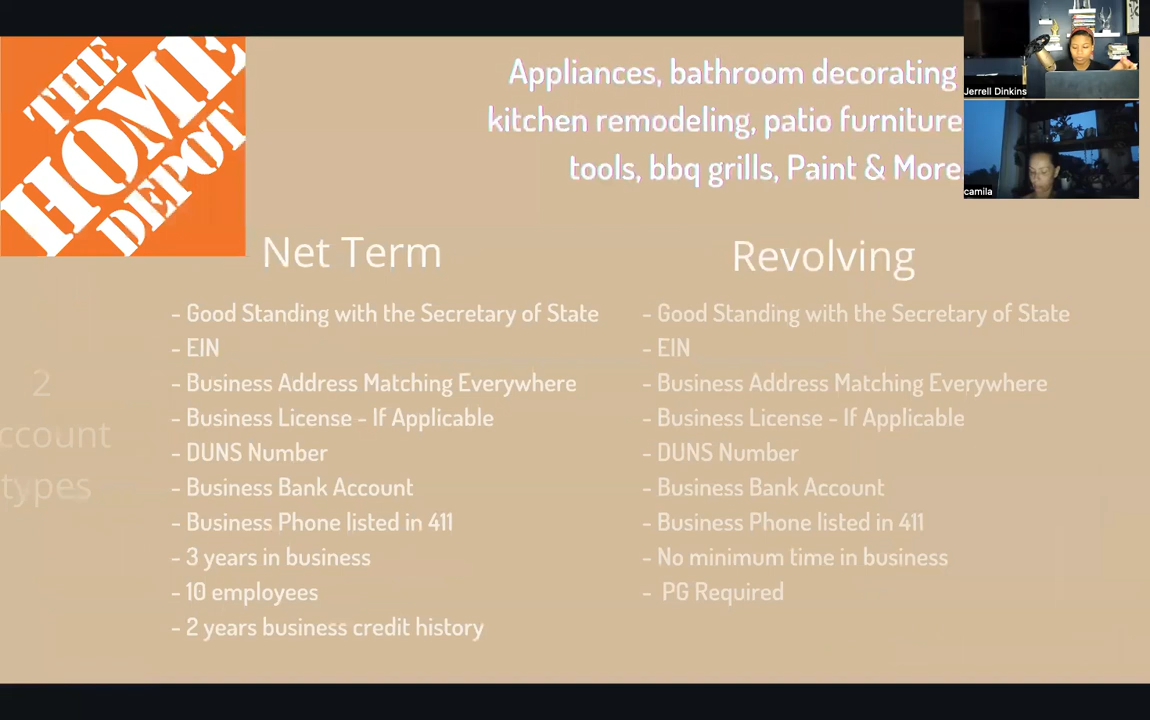 THE
HOME
DEPOT
Appliances, bathroom decorating
kitchen remodeling, patio furniture
tools, bbq grills, Paint & More
Jerrell Dinkins
camila
Net Term
- Good Standing with the Secretary of State
- EIN
- Business Address Matching Everywhere
- Business License - If Applicable
- DUNS Number
- Business Bank Account
- Business Phone listed in 411
- 3 years in business
- 10 employees
- 2 years business credit history
Revolving
- Good Standing with the Secretary of State
- EIN
- Business Address Matching Everywhere
- Business License - If Applicable
- DUNS Number
- Business Bank Account
- Business Phone listed in 411
- No minimum time in business
- PG Required
2
ccount
types